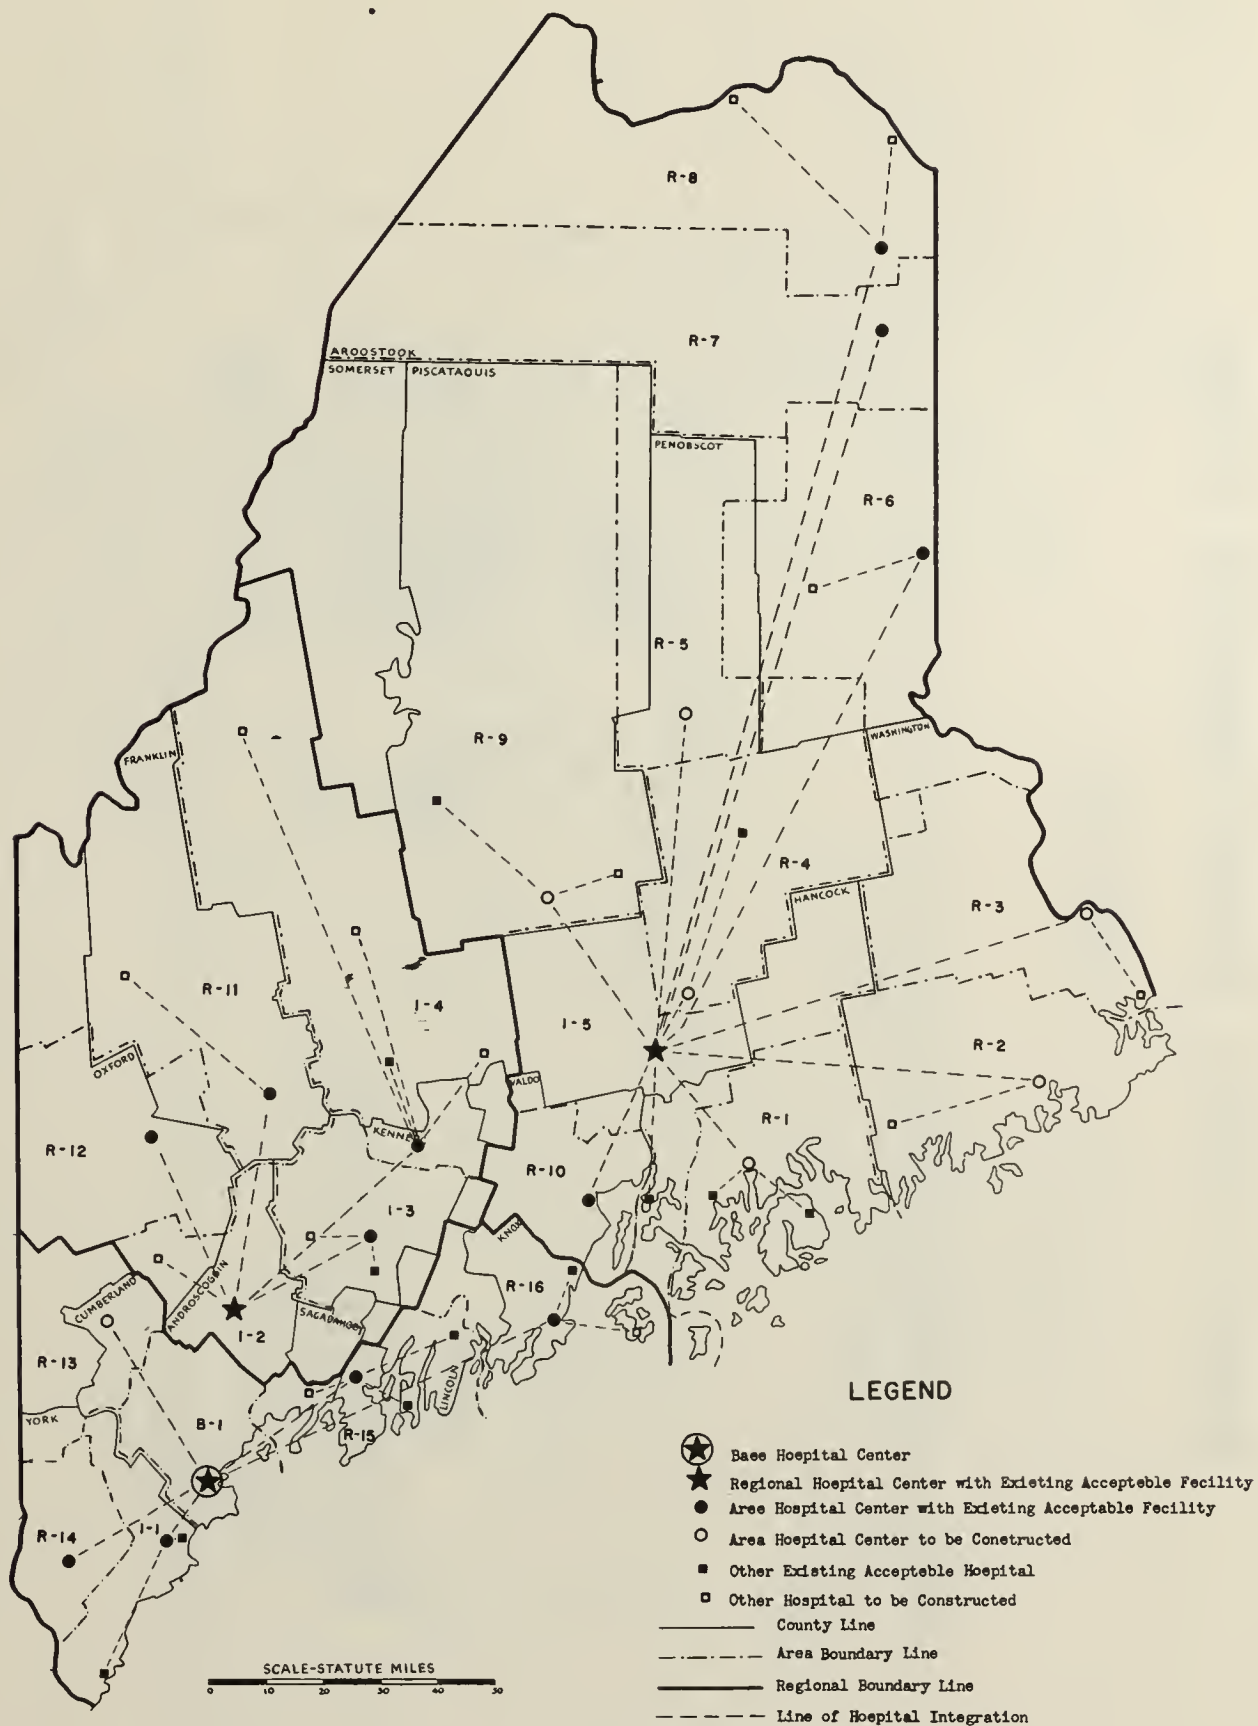 R-8
R-7
AROOSTOOK
SOMERSET PISCATAQUIS
PENOBSCOT
R-6
R-5
R-9
WASHINGTON
FRANKLIN
R-4
HANCOCK
R-3
R-11
I-4
I-5
R-2
OXFORD
WALDO
R-1
KENNE
R-12
R-10
I-3
KNOX
R-16
CUMBERLAND
ANDROSCOGGIN
SAGADAHOC
I-2
R-13
LINCOLN
YORK
B-1
R-15
R-14
I-1
LEGEND
Baee Hoepital Center
Regional Hoepital Center with Existing Accepteble Fecility
Aree Hospital Center with Exieting Acceptable Fecility
Area Hoepital Center to be Constructed
Other Existing Accepteble Hoepital
Other Hospital to be Constructed
County Line
Area Boundary Line
Regional Boundary Line
Line of Hoepital Integration
SCALE-STATUTE MILES
0 10 20 30 40 50